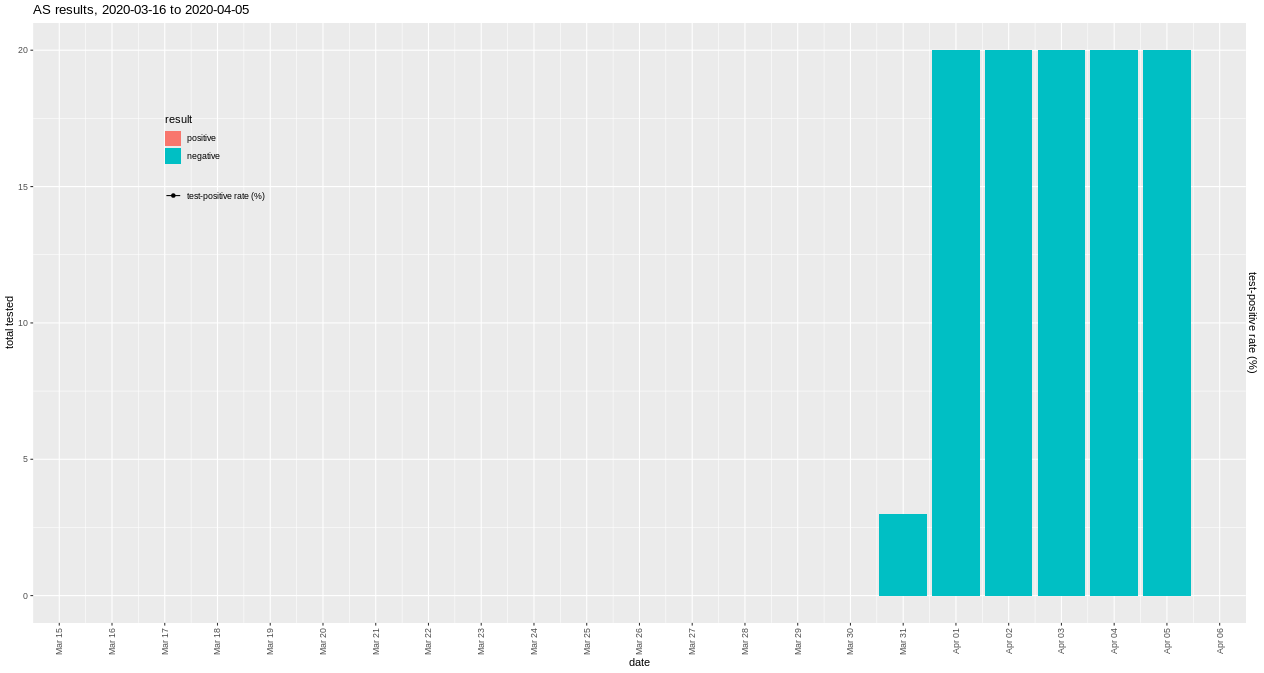 AS results, 2020-03-16 to 2020-04-05
20
15
10
5
0
total tested
result
positive
negative
test-positive rate (%)
test-positive rate (%)
Mar 15
Mar 16
Mar 17
Mar 18
Mar 19
Mar 20
Mar 21
Mar 22
Mar 23
Mar 24
Mar 25
Mar 26
Mar 27
Mar 28
Mar 29
Mar 30
Mar 31
Apr 01
Apr 02
Apr 03
Apr 04
Apr 05
Apr 06
date